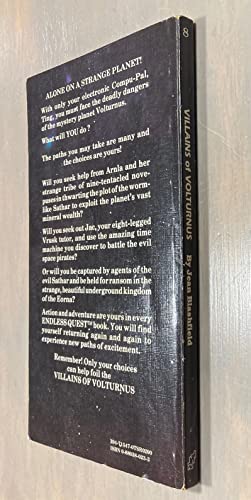 ALONE ON A STRANGE PLANET!
With only your electronic Compu-Pal,
Ting, you must face the deadly dangers
of the mystery planet Volturnus.
What will YOU do?
The paths you may take are many and
the choices are yours!
Will you seek help from Arnla and her
strange tribe of nine-tentacled nove-
spaces in thwarting the plot of the worm-
like Sathar to exploit the planet's vast
mineral wealth?
Will you seek out Jac, your eight-legged
Vrusk tutor, and use the amazing time
machine you discover to battle the evil
space pirates?
Or will you be captured by agents of the
evil Sathar and be held for ransom in the
strange, beautiful underground kingdom
of the Eorna?
Action and adventure are yours in every
ENDLESS QUEST™ book. You will find
yourself returning again and again to
experience new paths of excitement.
Remember! Only your choices
can help foil the
VILLAINS OF VOLTURNUS
8
VILLAINS of VOLTURNUS
By Jean Blashfield